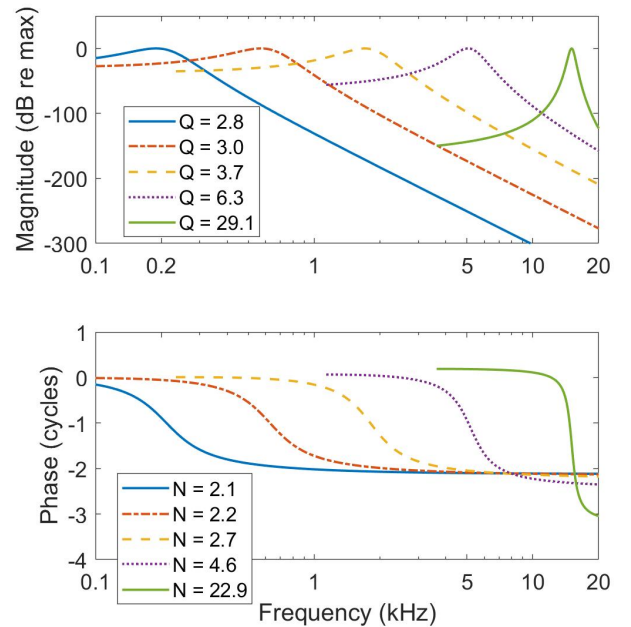 Magnitude (dB re max)
0
-100
-200
-300
Q = 2.8
Q = 3.0
Q = 3.7
Q = 6.3
Q = 29.1
0.1 0.2 1 5 10 20
Phase (cycles)
1
0
-1
-2
-3
-4
N = 2.1
N = 2.2
N = 2.7
N = 4.6
N = 22.9
0.1 1 5 10 20
Frequency (kHz)